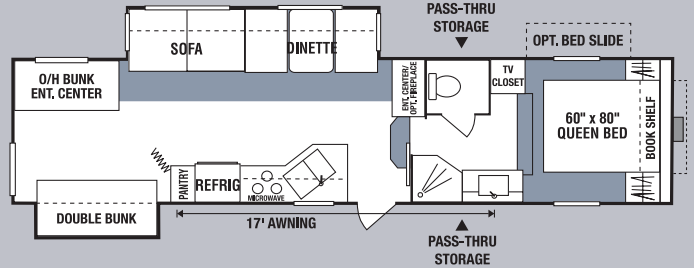 PASS-THRU
STORAGE
OPT. BED SLIDE
SOFA
DINETTE
O/H BUNK
ENT. CENTER
ENT. CENTER/
OPT. FIREPLACE
TV
CLOSET
60" x 80"
QUEEN BED
BOOK SHELF
PANTRY
REFRIG
MICROWAVE
DOUBLE BUNK
17' AWNING
PASS-THRU
STORAGE